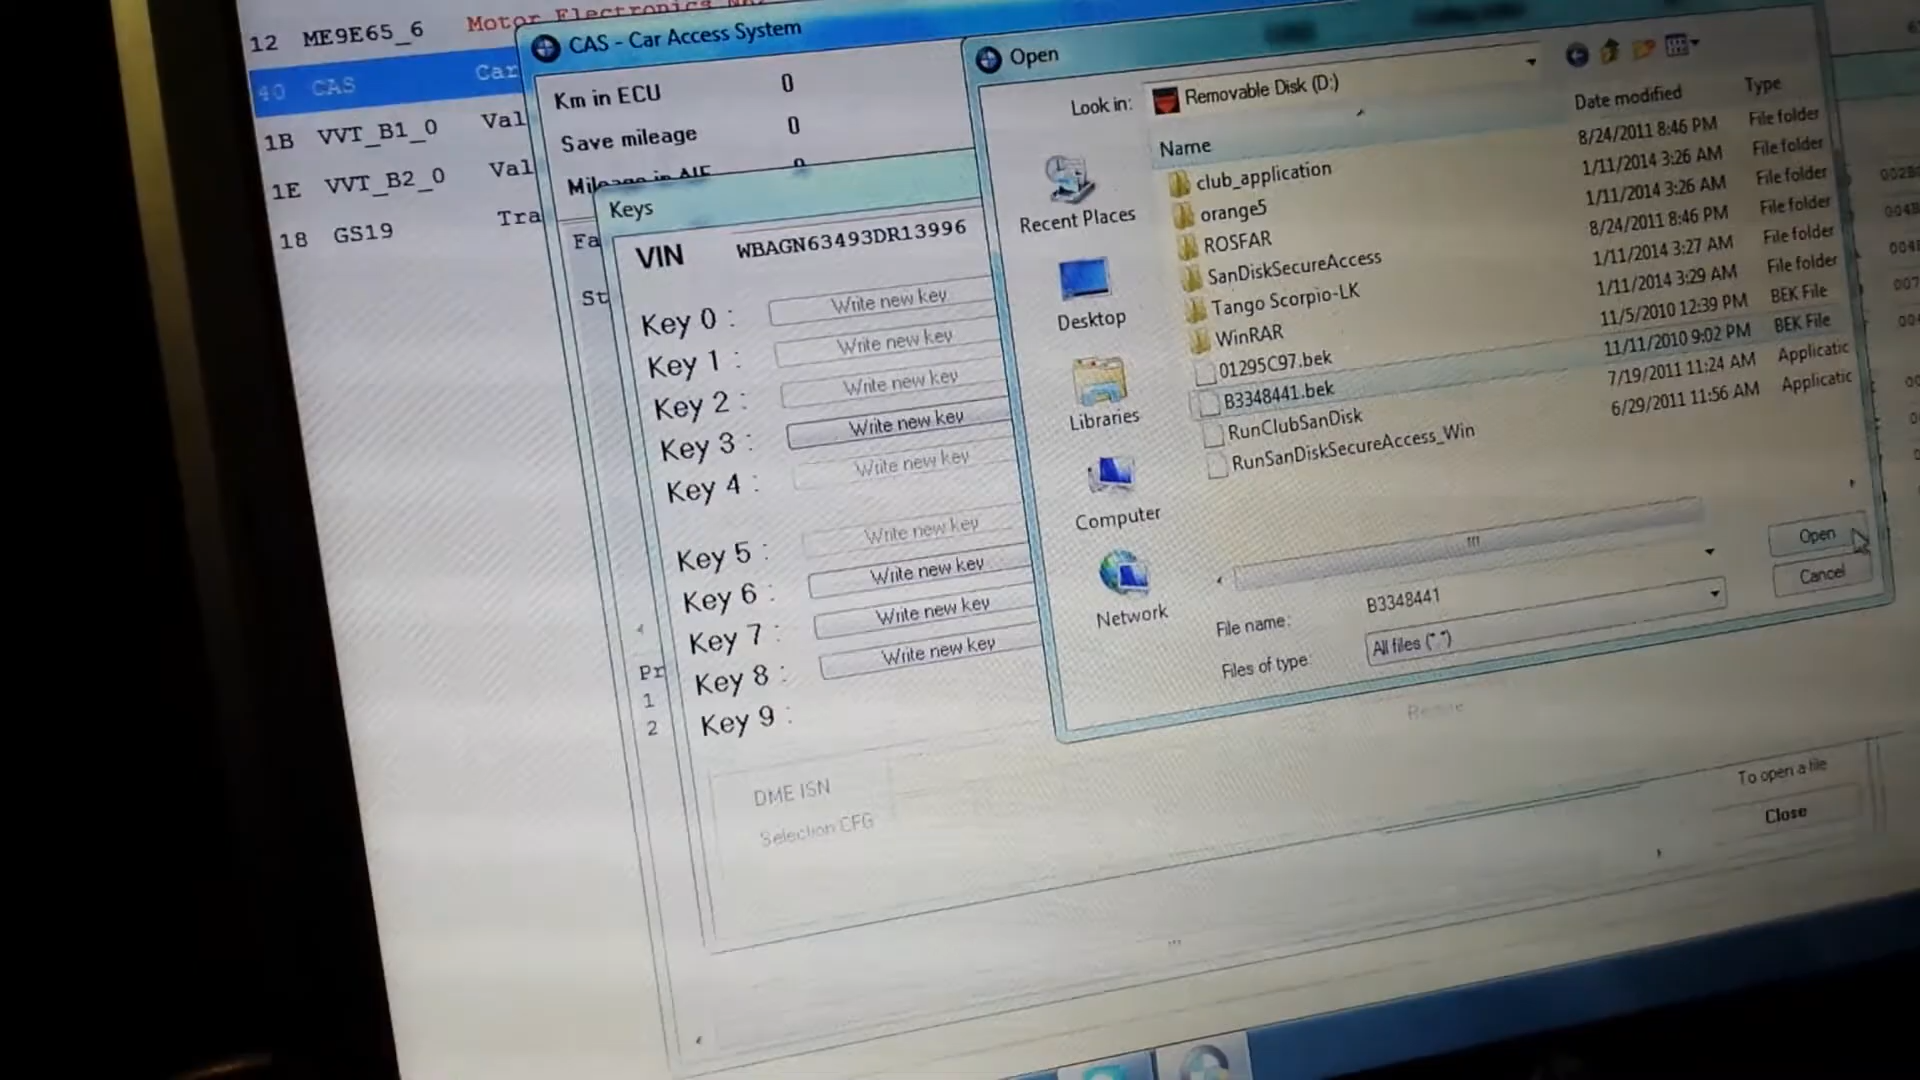 12 ME9E65_6 Motor Electronics
40 CAS Car
1B VVT_B1_0 Val
1E VVT_B2_0 Val
18 GS19 Tra
CAS - Car Access System
Km in ECU 0
Save mileage 0
Mileage in AIF 0
Fa
St
Pr
1
2
Keys
VIN WBAGN63493DR13996
Key 0 : Write new key
Key 1 : Write new key
Key 2 : Write new key
Key 3 : Write new key
Key 4 : Write new key
Key 5 : Write new key
Key 6 : Write new key
Key 7 : Write new key
Key 8 : Write new key
Key 9 :
DME ISN
Selection CFG
Open
Look in: Removable Disk (D:)
Recent Places
Desktop
Libraries
Computer
Network
Name Date modified Type
club_application 8/24/2011 8:46 PM File folder
orange5 1/11/2014 3:26 AM File folder
ROSFAR 1/11/2014 3:26 AM File folder
SanDiskSecureAccess 8/24/2011 8:46 PM File folder
Tango Scorpio-LK 1/11/2014 3:27 AM File folder
WinRAR 1/11/2014 3:29 AM File folder
01295C97.bek 11/5/2010 12:39 PM BEK File
B3348441.bek 11/11/2010 9:02 PM BEK File
RunClubSanDisk 7/19/2011 11:24 AM Applicatic
RunSanDiskSecureAccess_Win 6/29/2011 11:56 AM Applicatic
File name: B3348441
Files of type: All files (*.*)
Open
Cancel
To open a file
Close